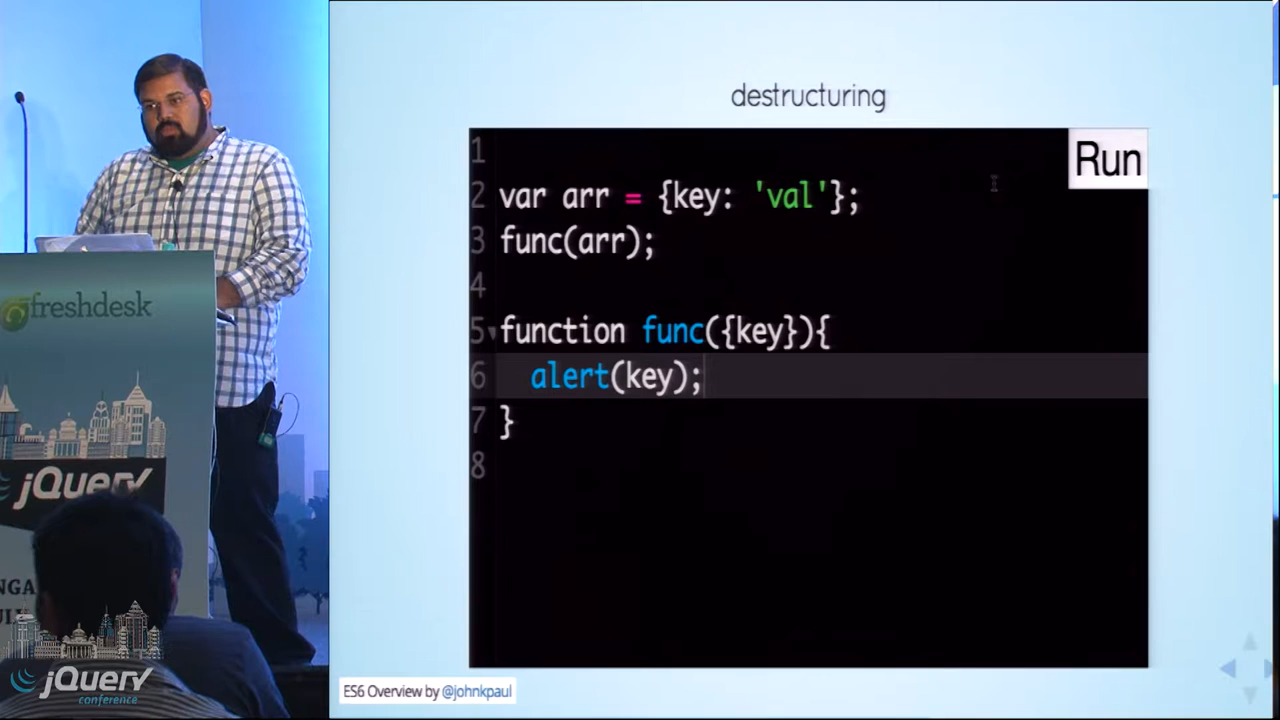 destructuring
Run
1
2 var arr = {key: 'val'};
3 func(arr);
4
5 function func({key}){
6 alert(key);
7 }
8
freshdesk
jQuery
jQuery
conference
ES6 Overview by @johnkpaul